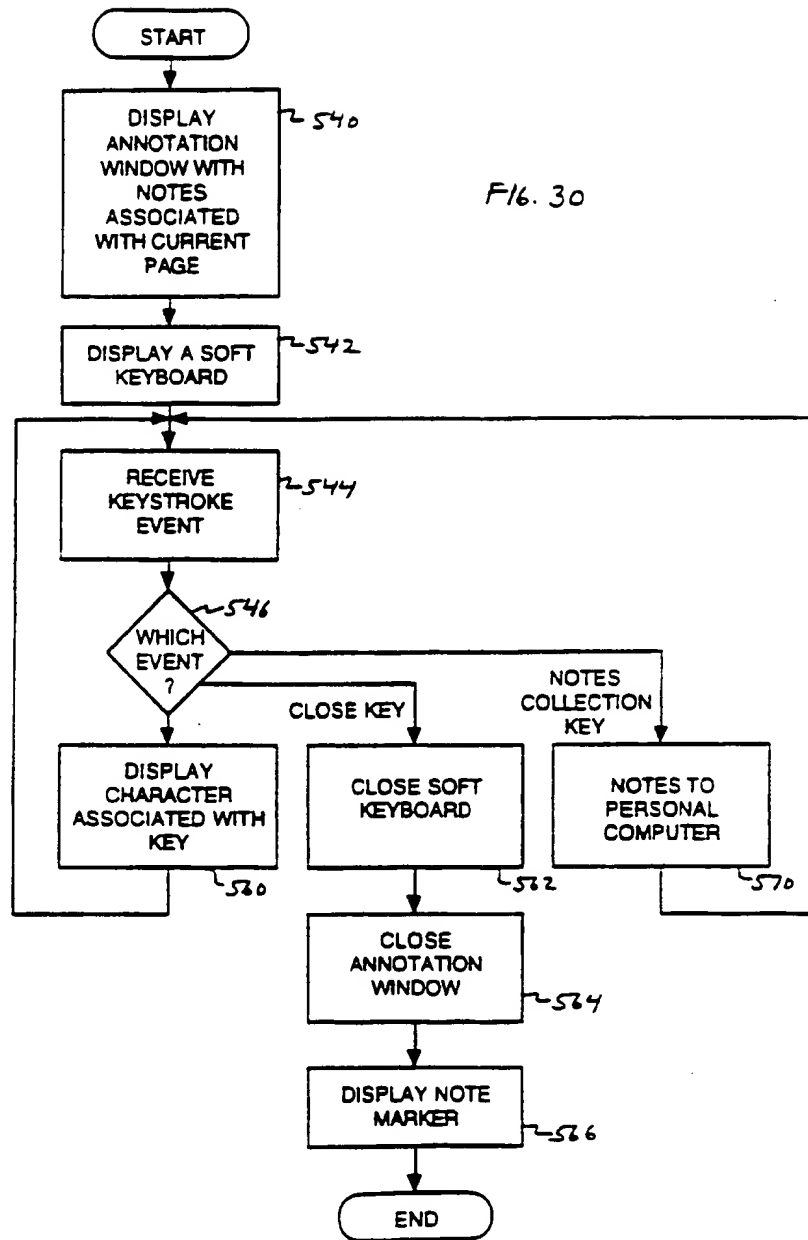 START
DISPLAY
ANNOTATION
WINDOW WITH
NOTES
ASSOCIATED
WITH CURRENT
PAGE
540
FIG. 30
DISPLAY A SOFT
KEYBOARD
542
RECEIVE
KEYSTROKE
EVENT
544
WHICH
EVENT
?
546
CLOSE KEY
NOTES
COLLECTION
KEY
DISPLAY
CHARACTER
ASSOCIATED WITH
KEY
560
CLOSE SOFT
KEYBOARD
562
NOTES TO
PERSONAL
COMPUTER
570
CLOSE
ANNOTATION
WINDOW
564
DISPLAY NOTE
MARKER
566
END